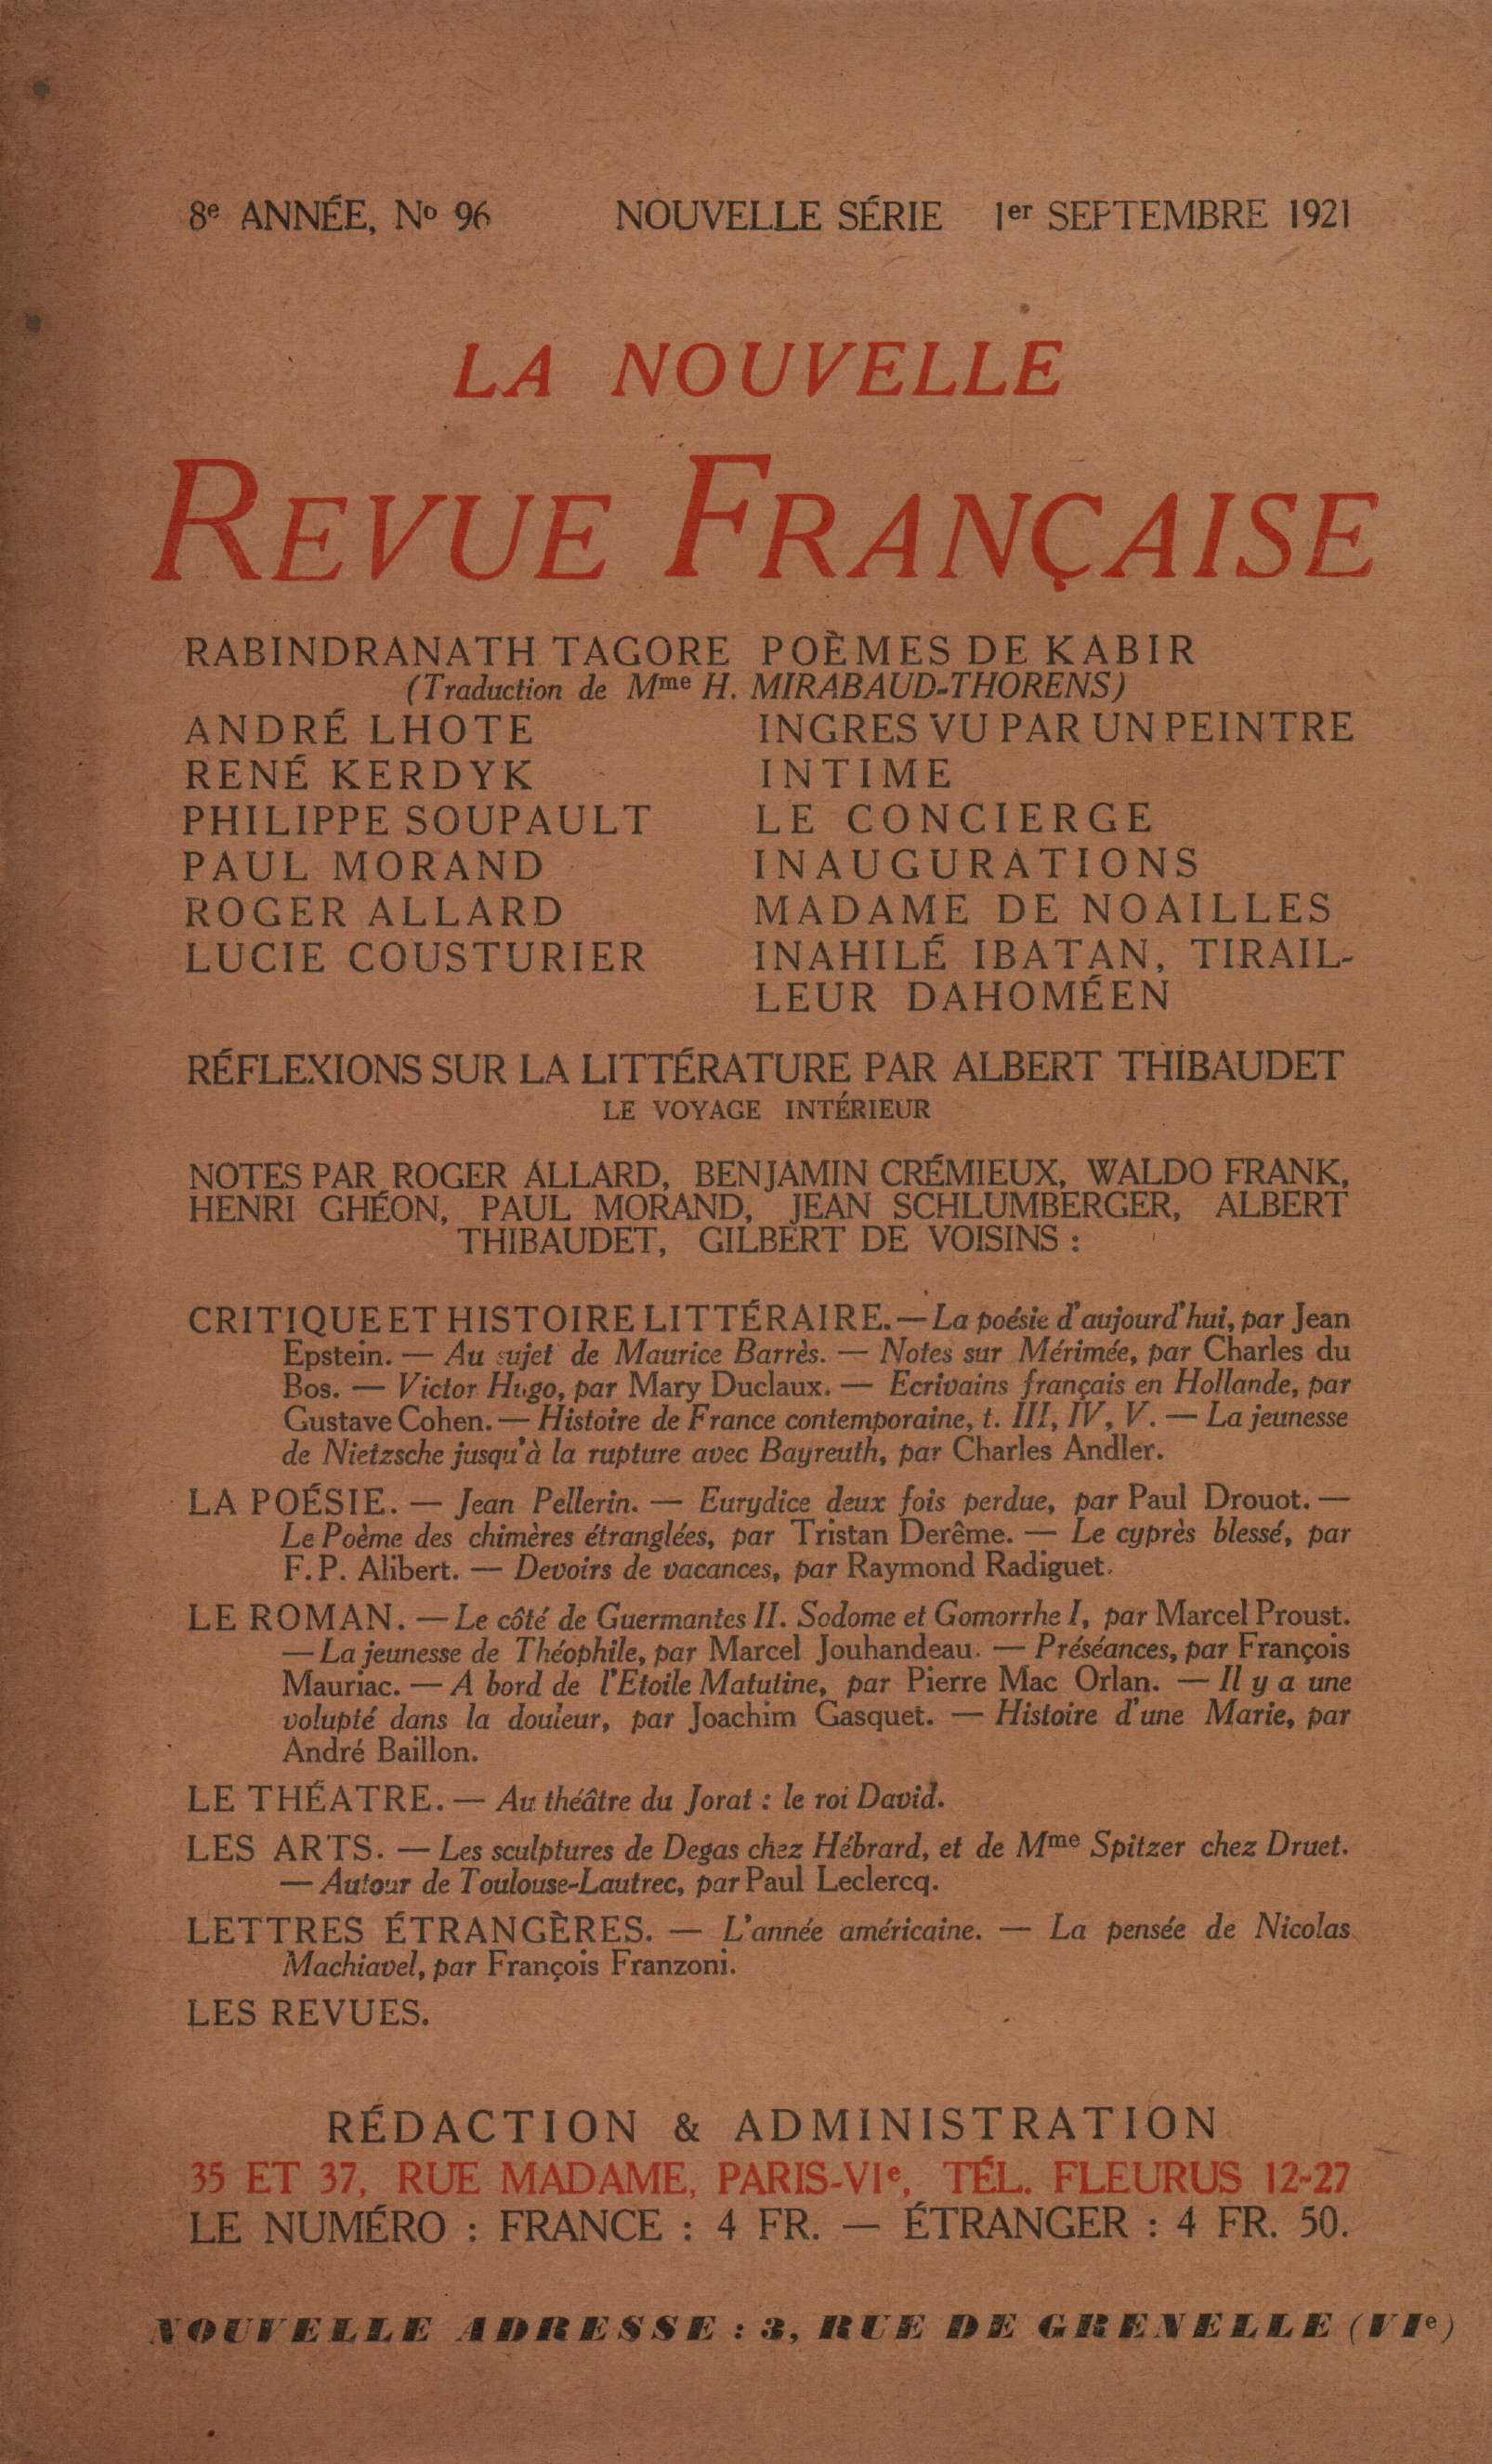 8e ANNÉE, No 96 NOUVELLE SÉRIE 1er SEPTEMBRE 1921
LA NOUVELLE
REVUE FRANÇAISE
RABINDRANATH TAGORE POÈMES DE KABIR
(Traduction de Mme H. MIRABAUD-THORENS)
ANDRÉ LHOTE INGRES VU PAR UN PEINTRE
RENÉ KERDYK INTIME
PHILIPPE SOUPAULT LE CONCIERGE
PAUL MORAND INAUGURATIONS
ROGER ALLARD MADAME DE NOAILLES
LUCIE COUSTURIER INAHILÉ IBATAN, TIRAIL-
LEUR DAHOMÉEN
RÉFLEXIONS SUR LA LITTÉRATURE PAR ALBERT THIBAUDET
LE VOYAGE INTÉRIEUR
NOTES PAR ROGER ALLARD, BENJAMIN CRÉMIEUX, WALDO FRANK,
HENRI GHÉON, PAUL MORAND, JEAN SCHLUMBERGER, ALBERT
THIBAUDET, GILBERT DE VOISINS :
CRITIQUE ET HISTOIRE LITTÉRAIRE. — La poésie d'aujourd'hui, par Jean
Epstein. — Au sujet de Maurice Barrès. — Notes sur Mérimée, par Charles du
Bos. — Victor Hugo, par Mary Duclaux. — Ecrivains français en Hollande, par
Gustave Cohen. — Histoire de France contemporaine, t. III, IV, V. — La jeunesse
de Nietzsche jusqu'à la rupture avec Bayreuth, par Charles Andler.
LA POÉSIE. — Jean Pellerin. — Eurydice deux fois perdue, par Paul Drouot. —
Le Poème des chimères étranglées, par Tristan Derême. — Le cyprès blessé, par
F. P. Alibert. — Devoirs de vacances, par Raymond Radiguet.
LE ROMAN. — Le côté de Guermantes II. Sodome et Gomorrhe I, par Marcel Proust.
— La jeunesse de Théophile, par Marcel Jouhandeau. — Préséances, par François
Mauriac. — A bord de l'Etoile Matutine, par Pierre Mac Orlan. — Il y a une
volupté dans la douleur, par Joachim Gasquet. — Histoire d'une Marie, par
André Baillon.
LE THÉATRE. — Au théâtre du Jorat : le roi David.
LES ARTS. — Les sculptures de Degas chez Hébrard, et de Mme Spitzer chez Druet.
— Autour de Toulouse-Lautrec, par Paul Leclercq.
LETTRES ÉTRANGÈRES. — L'année américaine. — La pensée de Nicolas
Machiavel, par François Franzoni.
LES REVUES.
RÉDACTION & ADMINISTRATION
35 ET 37, RUE MADAME, PARIS-VIe, TÉL. FLEURUS 12-27
LE NUMÉRO : FRANCE : 4 FR. — ÉTRANGER : 4 FR. 50.
NOUVELLE ADRESSE : 3, RUE DE GRENELLE (VIe)